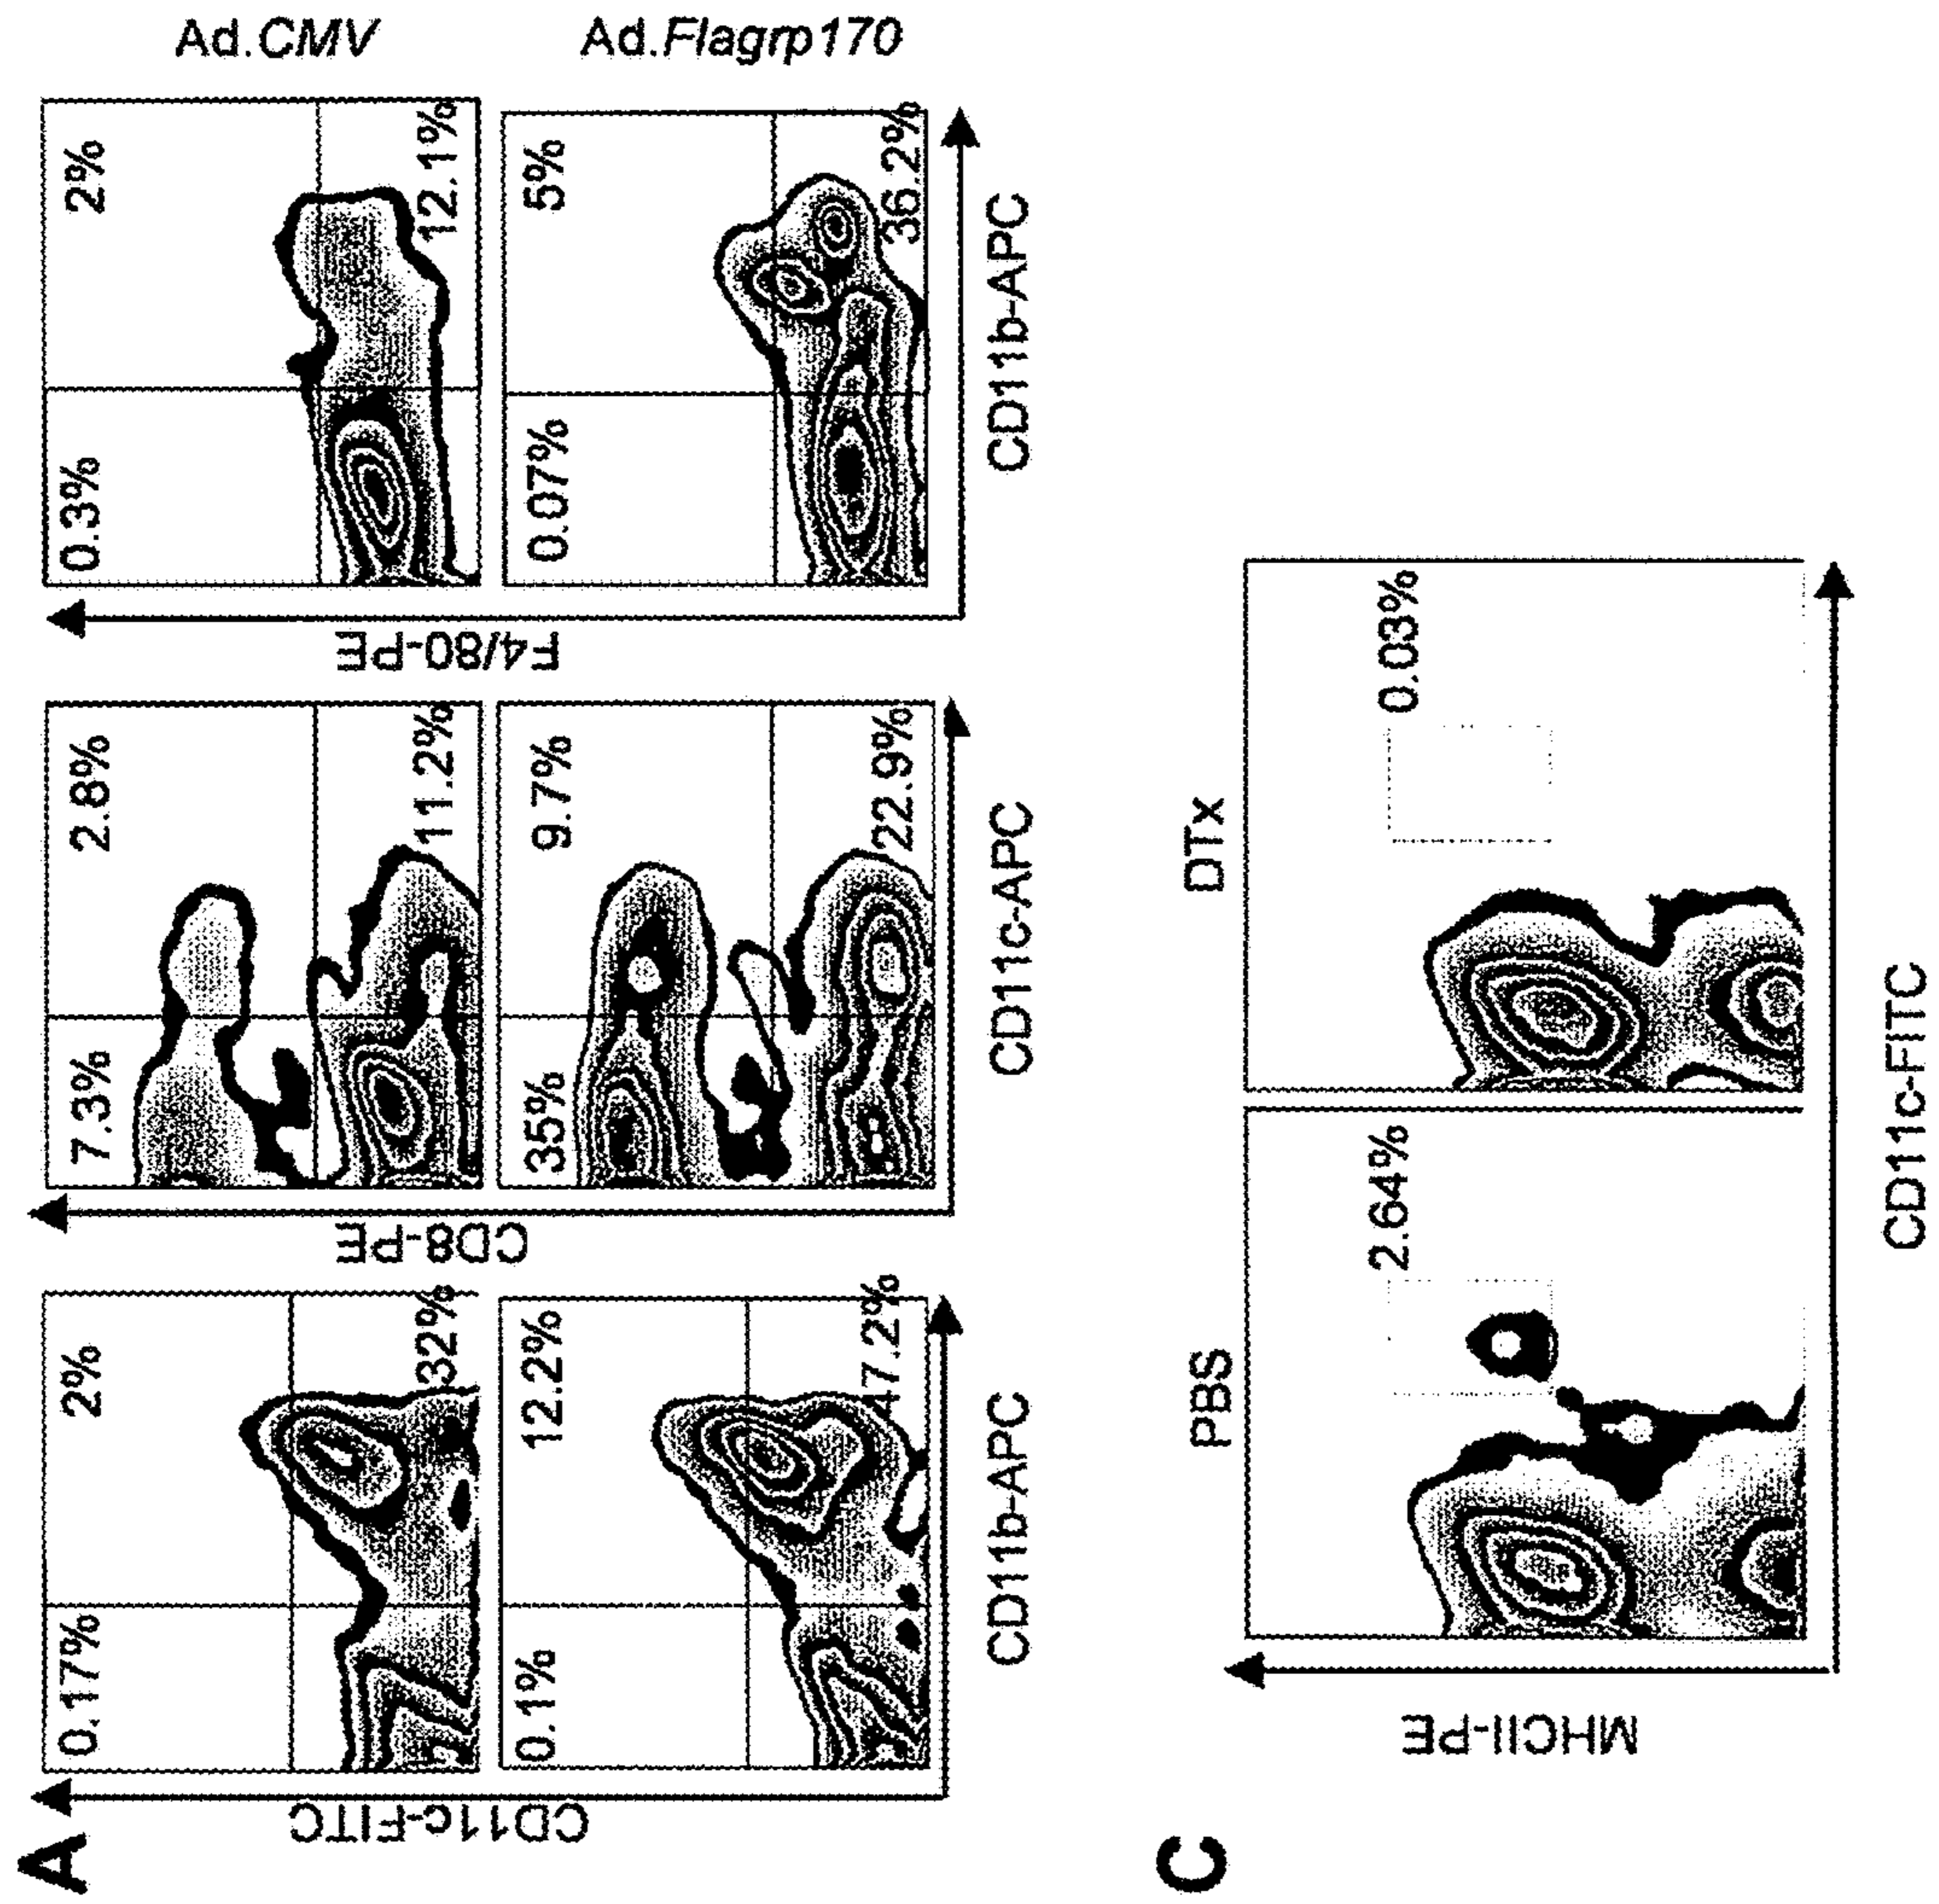 A
Ad.CMV
Ad.Flagrp170
CD11c-FITC
0.17%
2%
32%
0.1%
12.2%
47.2%
CD11b-APC
CD8-PE
7.3%
2.8%
11.2%
35%
9.7%
22.9%
CD11c-APC
F4/80-PE
0.3%
2%
12.1%
0.07%
5%
36.2%
CD11b-APC
C
PBS
DTx
MHCII-PE
2.64%
0.03%
CD11c-FITC